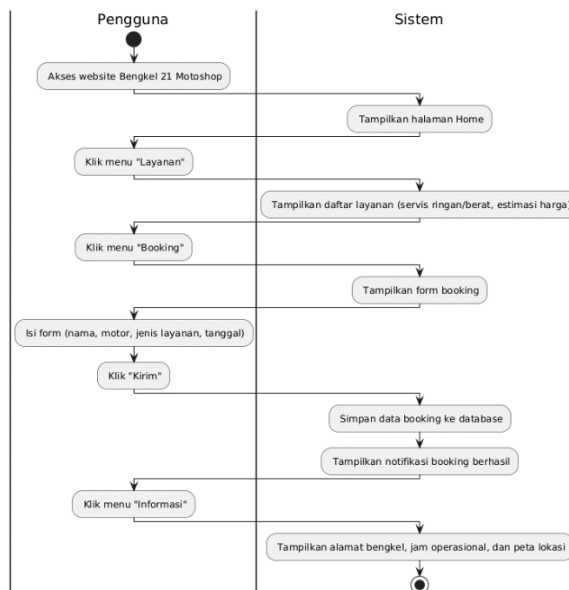 Pengguna
Sistem
Akses website Bengkel 21 Motoshop
Tampilkan halaman Home
Klik menu "Layanan"
Tampilkan daftar layanan (servis ringan/berat, estimasi harga)
Klik menu "Booking"
Tampilkan form booking
Isi form (nama, motor, jenis layanan, tanggal)
Klik "Kirim"
Simpan data booking ke database
Tampilkan notifikasi booking berhasil
Klik menu "Informasi"
Tampilkan alamat bengkel, jam operasional, dan peta lokasi